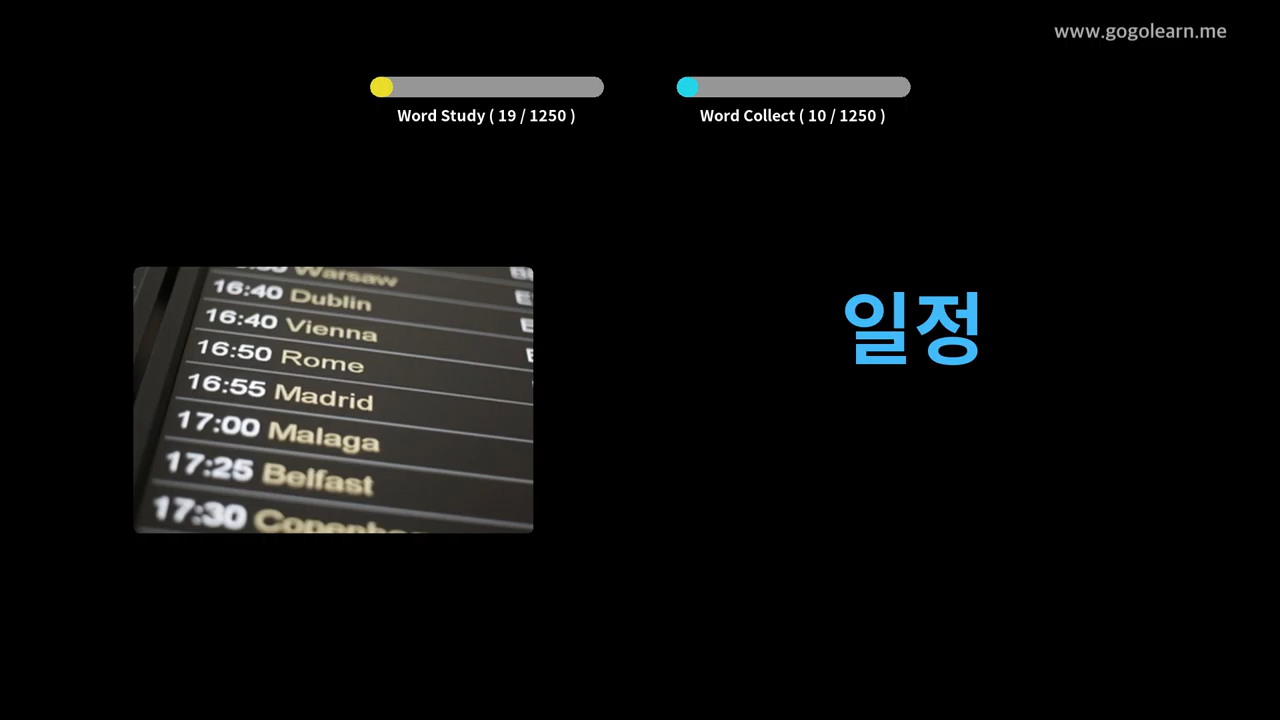 www.gogolearn.me
Word Study ( 19 / 1250 )
Word Collect ( 10 / 1250 )
Warsaw
16:40 Dublin
16:40 Vienna
16:50 Rome
16:55 Madrid
17:00 Malaga
17:25 Belfast
17:30
일정